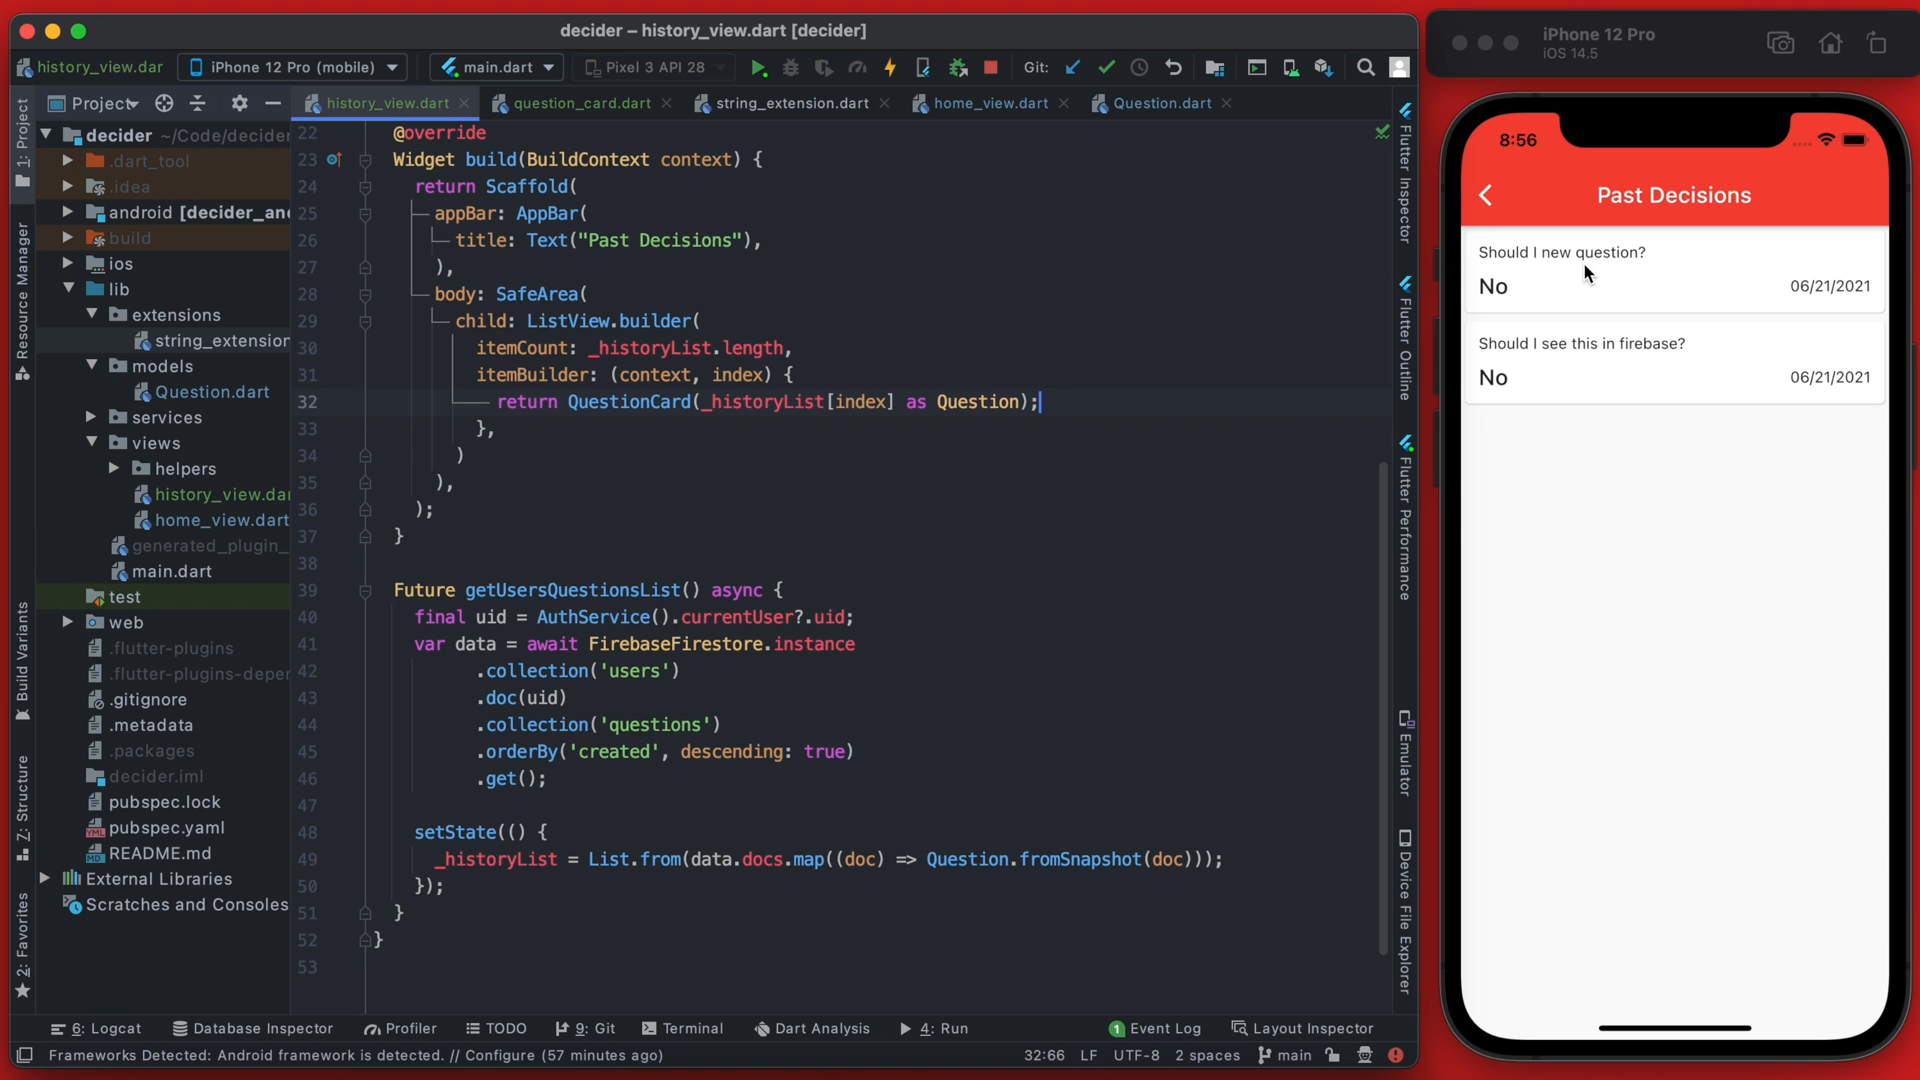 decider – history_view.dart [decider]
history_view.dart
iPhone 12 Pro (mobile)
main.dart
Pixel 3 API 28
Git:
Project
history_view.dart
question_card.dart
string_extension.dart
home_view.dart
Question.dart
1: Project
Resource Manager
Build Variants
7: Structure
2: Favorites
decider ~/Code/decider
.dart_tool
.idea
android [decider_an
build
ios
lib
extensions
string_extension
models
Question.dart
services
views
helpers
history_view.da
home_view.dart
generated_plugin_
main.dart
test
web
.flutter-plugins
.flutter-plugins-deper
.gitignore
.metadata
.packages
decider.iml
pubspec.lock
pubspec.yaml
README.md
External Libraries
Scratches and Consoles
22 @override
23 Widget build(BuildContext context) {
24 return Scaffold(
25 appBar: AppBar(
26 title: Text("Past Decisions"),
27 ),
28 body: SafeArea(
29 child: ListView.builder(
30 itemCount: _historyList.length,
31 itemBuilder: (context, index) {
32 return QuestionCard(_historyList[index] as Question);
33 },
34 )
35 ),
36 );
37 }
38
39 Future getUsersQuestionsList() async {
40 final uid = AuthService().currentUser?.uid;
41 var data = await FirebaseFirestore.instance
42 .collection('users')
43 .doc(uid)
44 .collection('questions')
45 .orderBy('created', descending: true)
46 .get();
47
48 setState(() {
49 _historyList = List.from(data.docs.map((doc) => Question.fromSnapshot(doc)));
50 });
51 }
52 }
53
Flutter Inspector
Flutter Outline
Flutter Performance
Emulator
Device File Explorer
6: Logcat
Database Inspector
Profiler
TODO
9: Git
Terminal
Dart Analysis
4: Run
1 Event Log
Layout Inspector
Frameworks Detected: Android framework is detected. // Configure (57 minutes ago)
32:66 LF UTF-8 2 spaces main
iPhone 12 Pro
iOS 14.5
8:56
Past Decisions
Should I new question?
No 06/21/2021
Should I see this in firebase?
No 06/21/2021